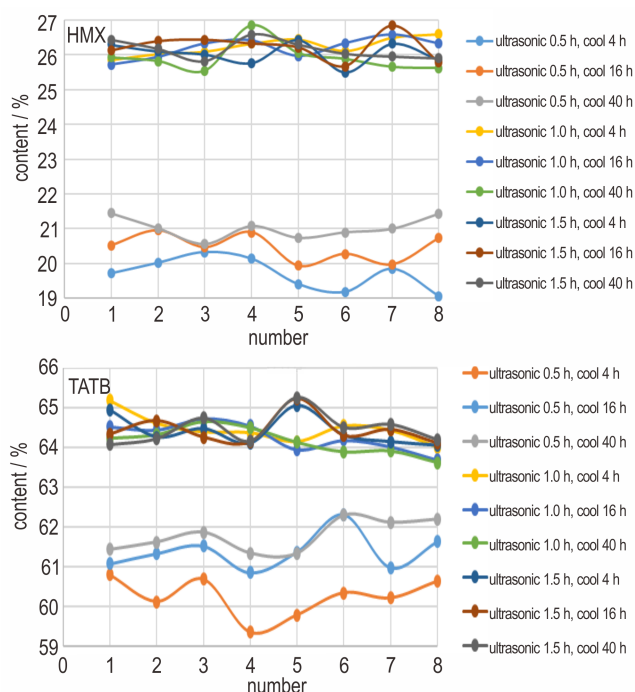 HMX
content / %
27
26
25
24
23
22
21
20
19
0 1 2 3 4 5 6 7 8
number
ultrasonic 0.5 h, cool 4 h
ultrasonic 0.5 h, cool 16 h
ultrasonic 0.5 h, cool 40 h
ultrasonic 1.0 h, cool 4 h
ultrasonic 1.0 h, cool 16 h
ultrasonic 1.0 h, cool 40 h
ultrasonic 1.5 h, cool 4 h
ultrasonic 1.5 h, cool 16 h
ultrasonic 1.5 h, cool 40 h
TATB
content / %
66
65
64
63
62
61
60
59
0 1 2 3 4 5 6 7 8
number
ultrasonic 0.5 h, cool 4 h
ultrasonic 0.5 h, cool 16 h
ultrasonic 0.5 h, cool 40 h
ultrasonic 1.0 h, cool 4 h
ultrasonic 1.0 h, cool 16 h
ultrasonic 1.0 h, cool 40 h
ultrasonic 1.5 h, cool 4 h
ultrasonic 1.5 h, cool 16 h
ultrasonic 1.5 h, cool 40 h